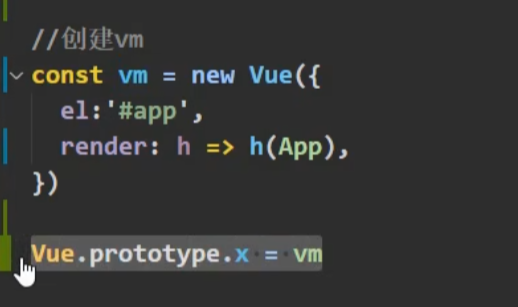 //创建vm
const vm = new Vue({
  el:'#app',
  render: h => h(App),
})
Vue.prototype.x = vm